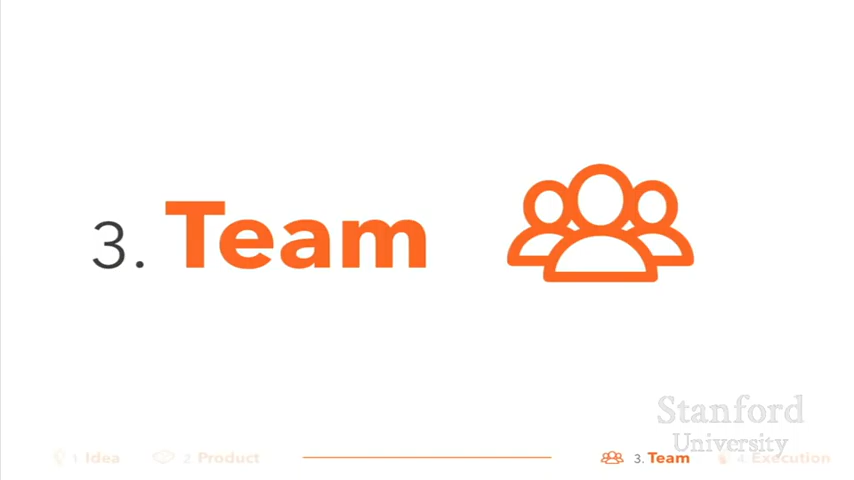 3. Team
Stanford
University
1 Idea
2 Product
3. Team
4. Execution